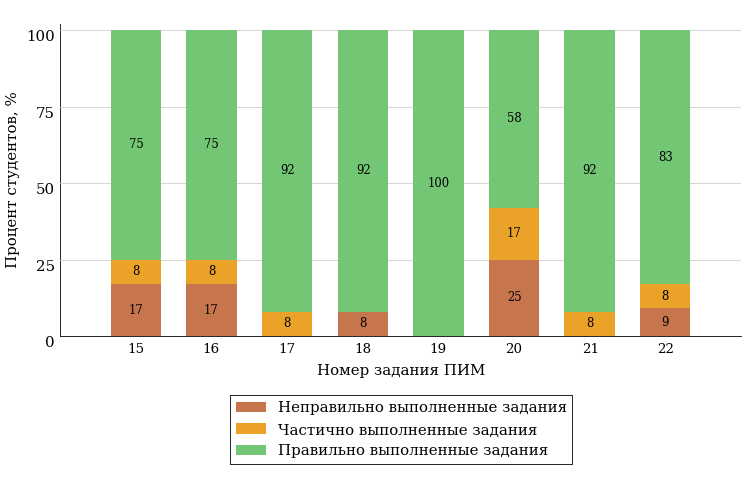 100
75
50
25
0
Процент студентов, %
75 75 92 92 100 58 92 83
8 8 8 17 8 8
17 17 8 25 9
15 16 17 18 19 20 21 22
Номер задания ПИМ
Неправильно выполненные задания
Частично выполненные задания
Правильно выполненные задания